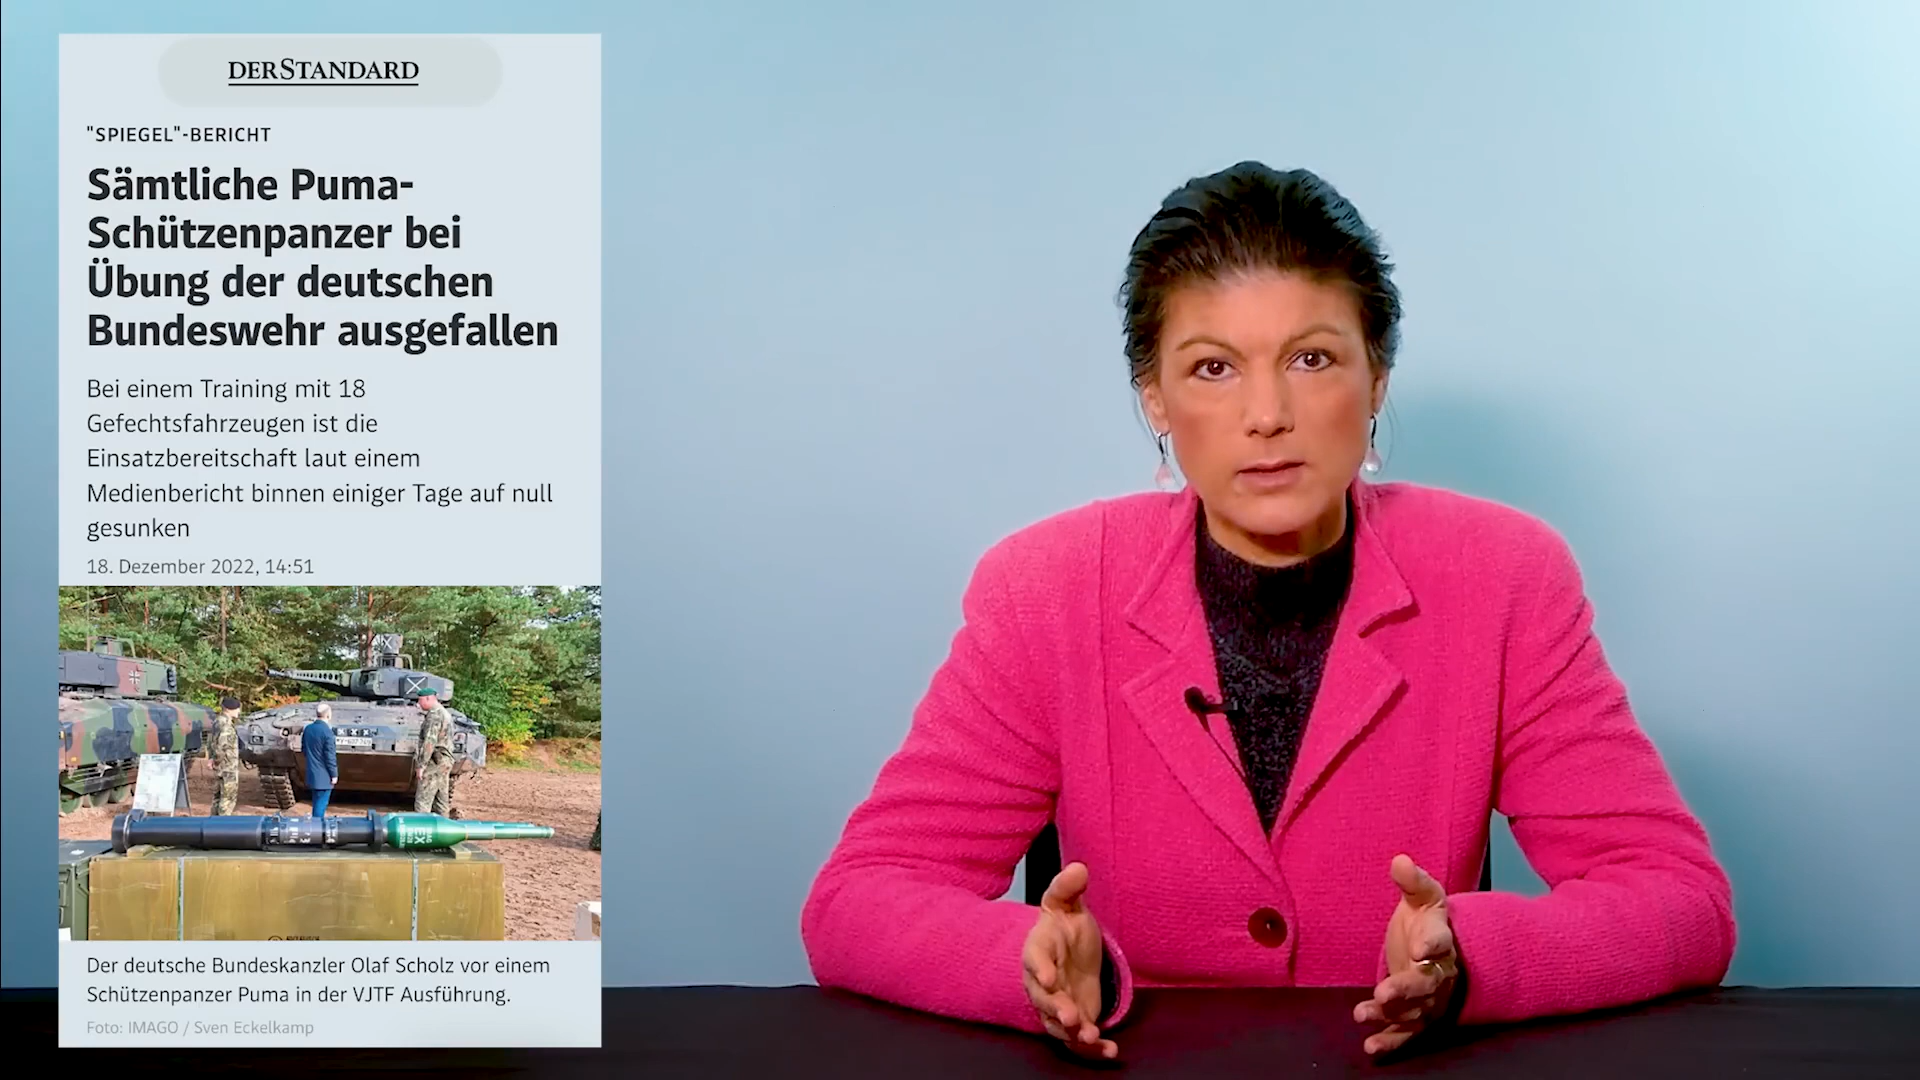 DERSTANDARD
"SPIEGEL"-BERICHT
Sämtliche Puma-
Schützenpanzer bei
Übung der deutschen
Bundeswehr ausgefallen
Bei einem Training mit 18
Gefechtsfahrzeugen ist die
Einsatzbereitschaft laut einem
Medienbericht binnen einiger Tage auf null
gesunken
18. Dezember 2022, 14:51
Der deutsche Bundeskanzler Olaf Scholz vor einem
Schützenpanzer Puma in der VJTF Ausführung.
Foto: IMAGO / Sven Eckelkamp